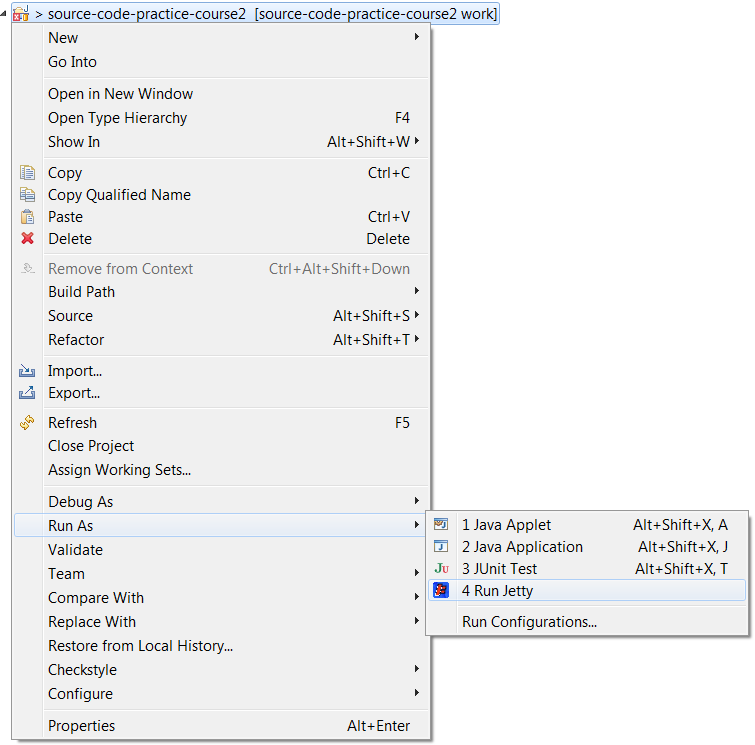 > source-code-practice-course2 [source-code-practice-course2 work]
New
Go Into
Open in New Window
Open Type Hierarchy F4
Show In Alt+Shift+W
Copy Ctrl+C
Copy Qualified Name
Paste Ctrl+V
Delete Delete
Remove from Context Ctrl+Alt+Shift+Down
Build Path
Source Alt+Shift+S
Refactor Alt+Shift+T
Import...
Export...
Refresh F5
Close Project
Assign Working Sets...
Debug As
Run As
Validate
Team
Compare With
Replace With
Restore from Local History...
Checkstyle
Configure
Properties Alt+Enter
1 Java Applet Alt+Shift+X, A
2 Java Application Alt+Shift+X, J
JU 3 JUnit Test Alt+Shift+X, T
4 Run Jetty
Run Configurations...